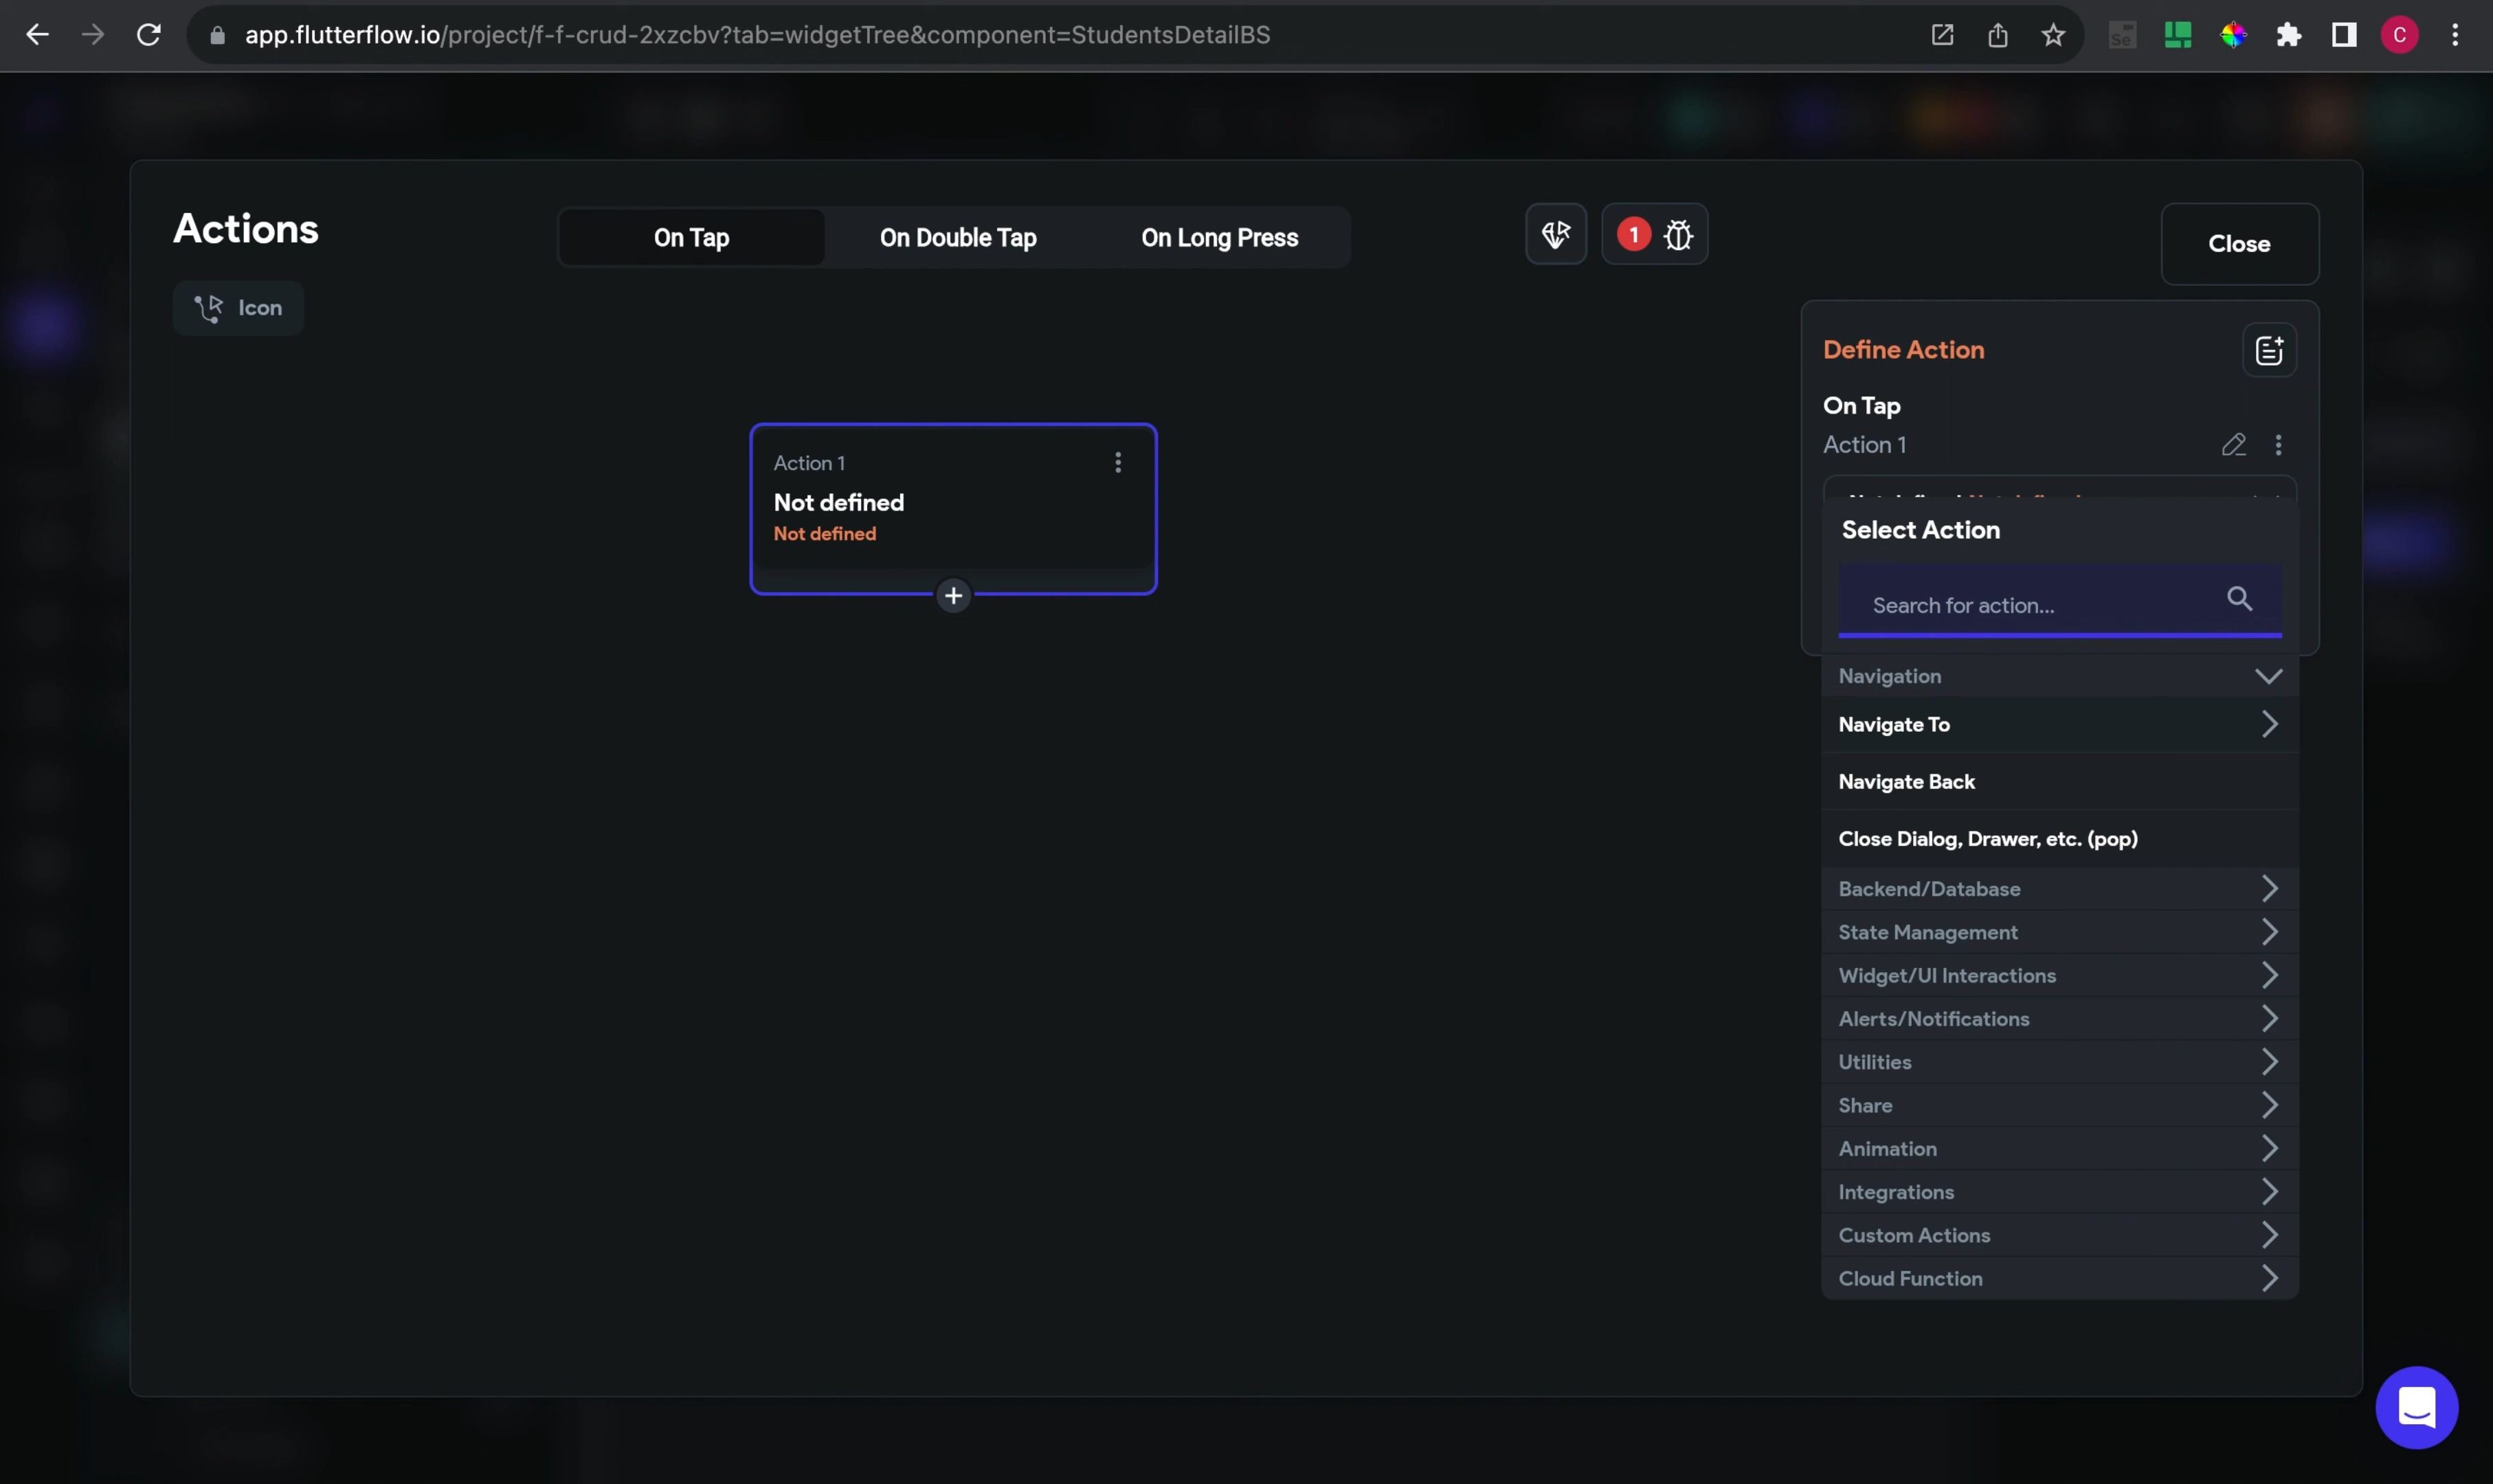 app.flutterflow.io/project/f-f-crud-2xzcbv?tab=widgetTree&component=StudentsDetailBS
Se
C
Actions
On Tap
On Double Tap
On Long Press
1
Close
Icon
Define Action
On Tap
Action 1
Action 1
Not defined
Not defined
Select Action
Search for action...
Navigation
Navigate To
Navigate Back
Close Dialog, Drawer, etc. (pop)
Backend/Database
State Management
Widget/UI Interactions
Alerts/Notifications
Utilities
Share
Animation
Integrations
Custom Actions
Cloud Function